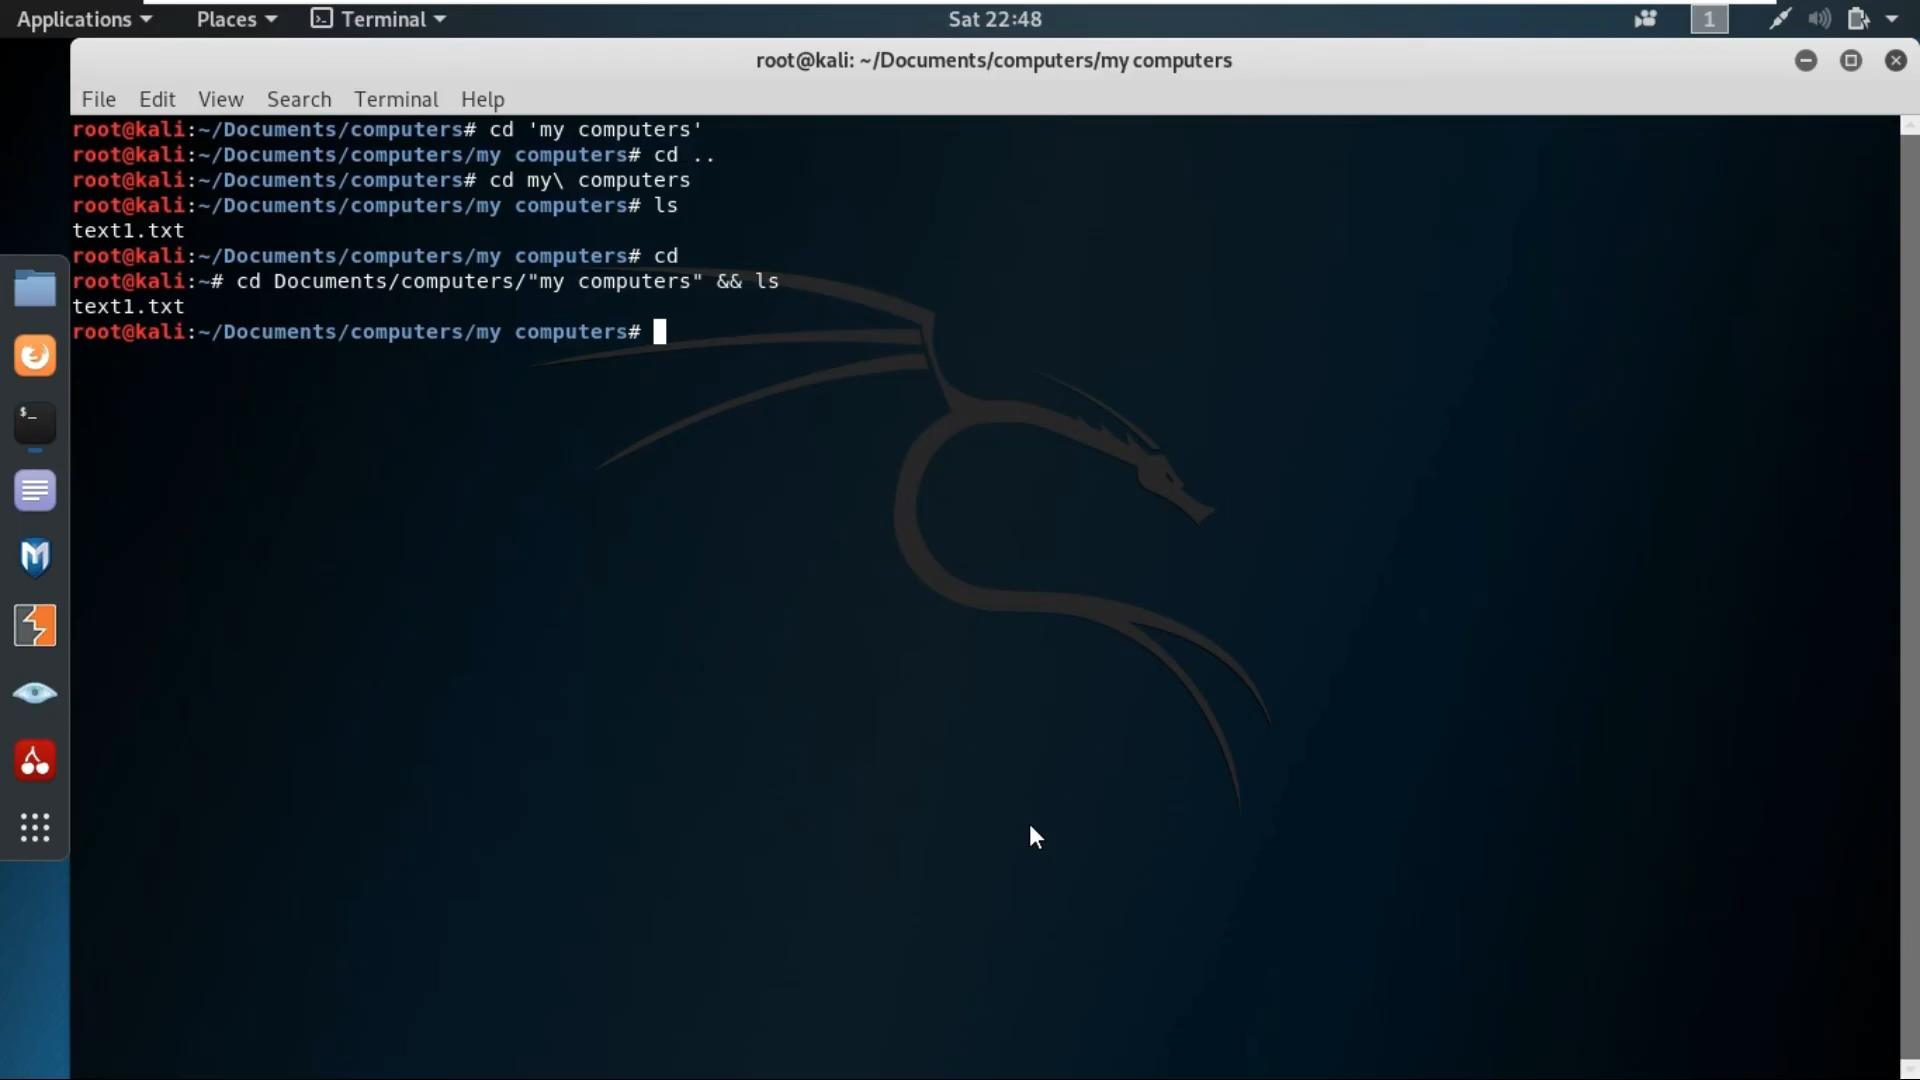 Applications Places Terminal Sat 22:48 1
root@kali: ~/Documents/computers/my computers
File Edit View Search Terminal Help
root@kali:~/Documents/computers# cd 'my computers'
root@kali:~/Documents/computers/my computers# cd ..
root@kali:~/Documents/computers# cd my\ computers
root@kali:~/Documents/computers/my computers# ls
text1.txt
root@kali:~/Documents/computers/my computers# cd
root@kali:~# cd Documents/computers/"my computers" && ls
text1.txt
root@kali:~/Documents/computers/my computers#
$_